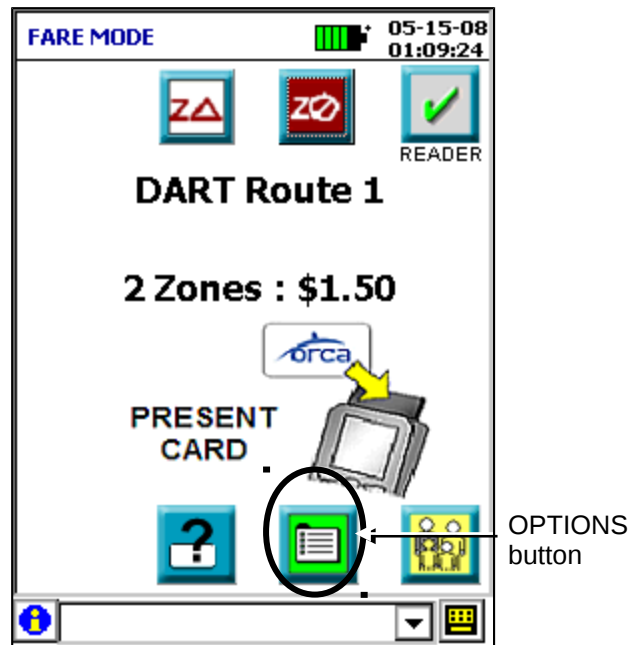 FARE MODE
05-15-08
01:09:24
Z
Z
READER
DART Route 1
2 Zones : $1.50
orca
PRESENT
CARD
?
OPTIONS
button
i